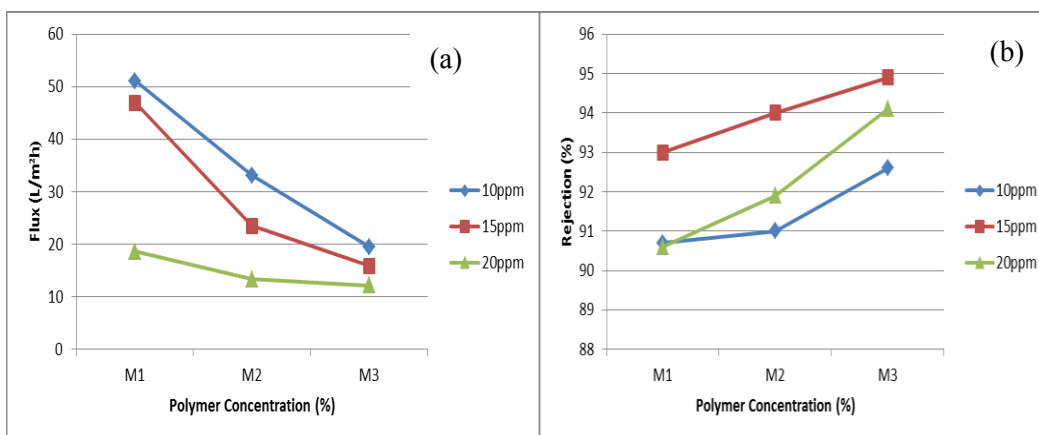 (a)
Flux (L/m²h)
60
50
40
30
20
10
0
M1 M2 M3
Polymer Concentration (%)
10ppm
15ppm
20ppm
(b)
Rejection (%)
96
95
94
93
92
91
90
89
88
M1 M2 M3
Polymer Concentration (%)
10ppm
15ppm
20ppm